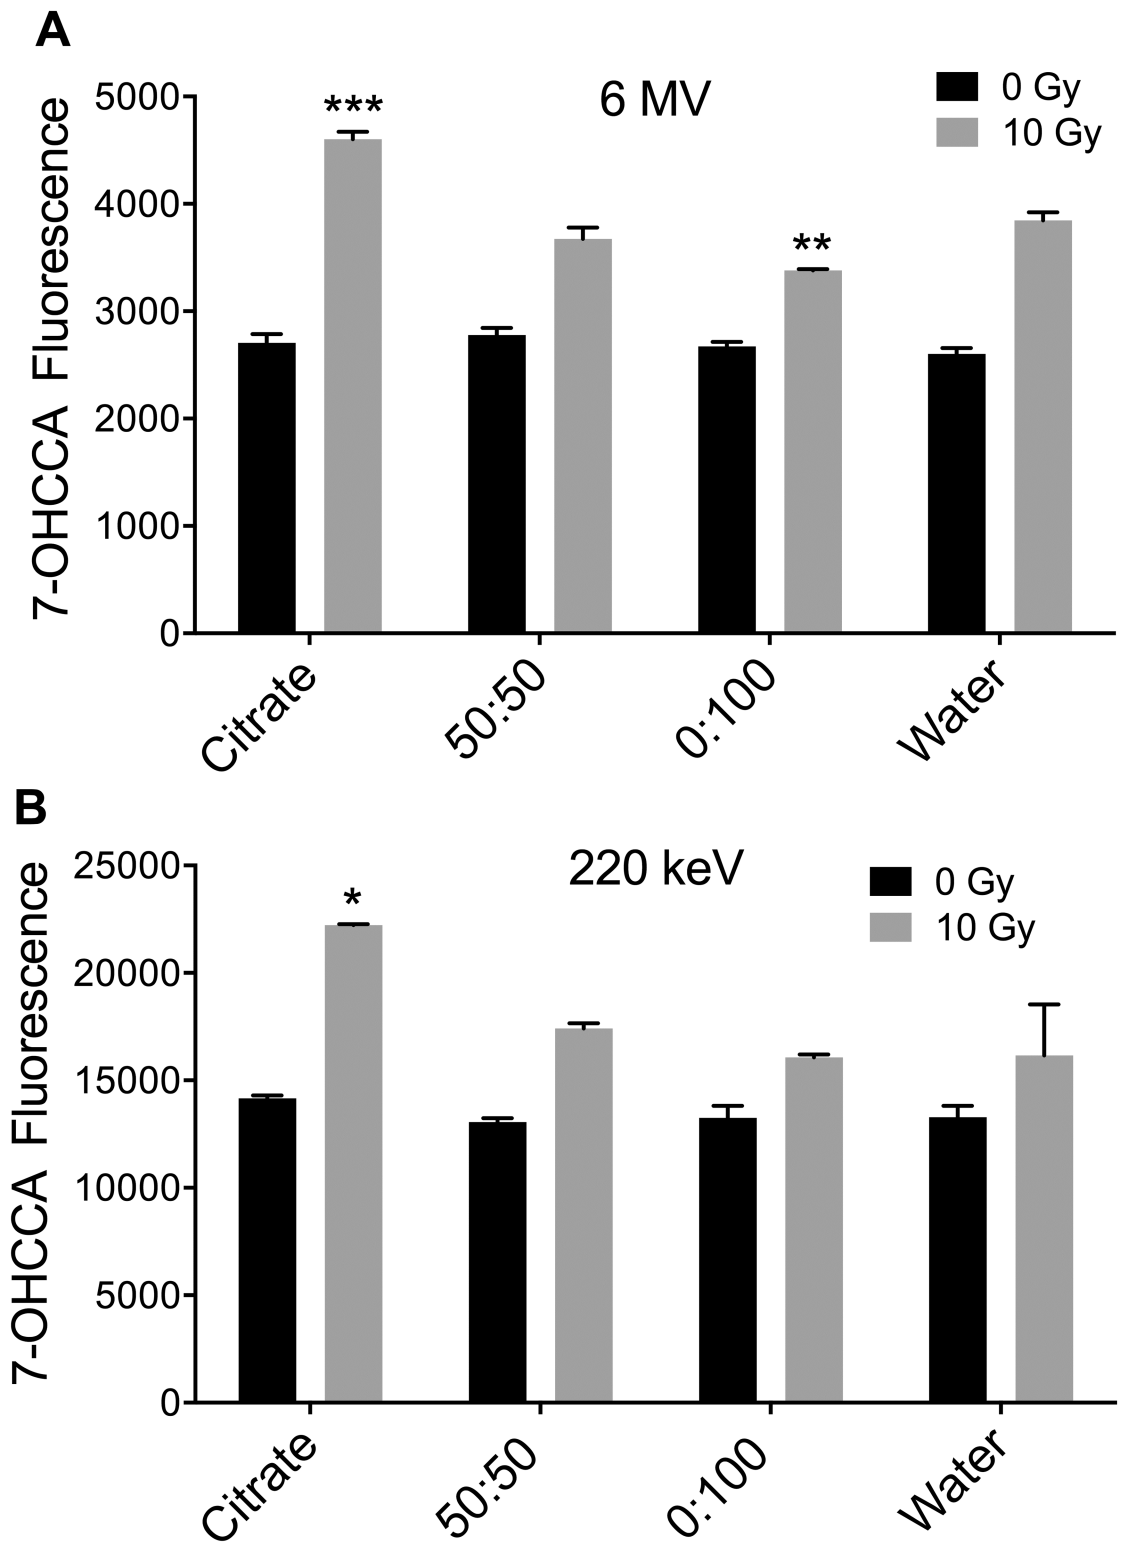 A
6 MV
0 Gy
10 Gy
7-OHCCA Fluorescence
5000
4000
3000
2000
1000
0
***
**
Citrate
50:50
0:100
Water
B
220 keV
0 Gy
10 Gy
7-OHCCA Fluorescence
25000
20000
15000
10000
5000
0
*
Citrate
50:50
0:100
Water